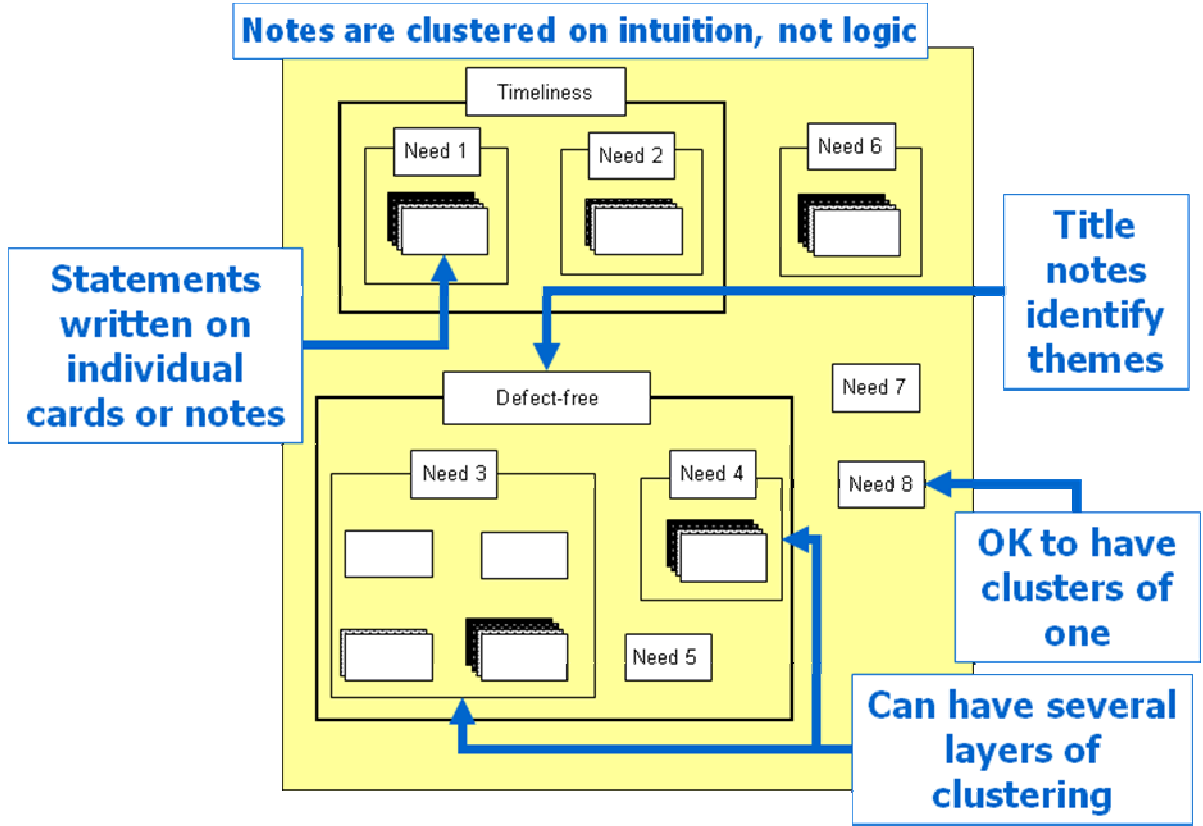 Notes are clustered on intuition, not logic
Timeliness
Need 1
Need 2
Need 6
Statements
written on
individual
cards or notes
Title
notes
identify
themes
Defect-free
Need 7
Need 3
Need 4
Need 8
Need 5
OK to have
clusters of
one
Can have several
layers of
clustering